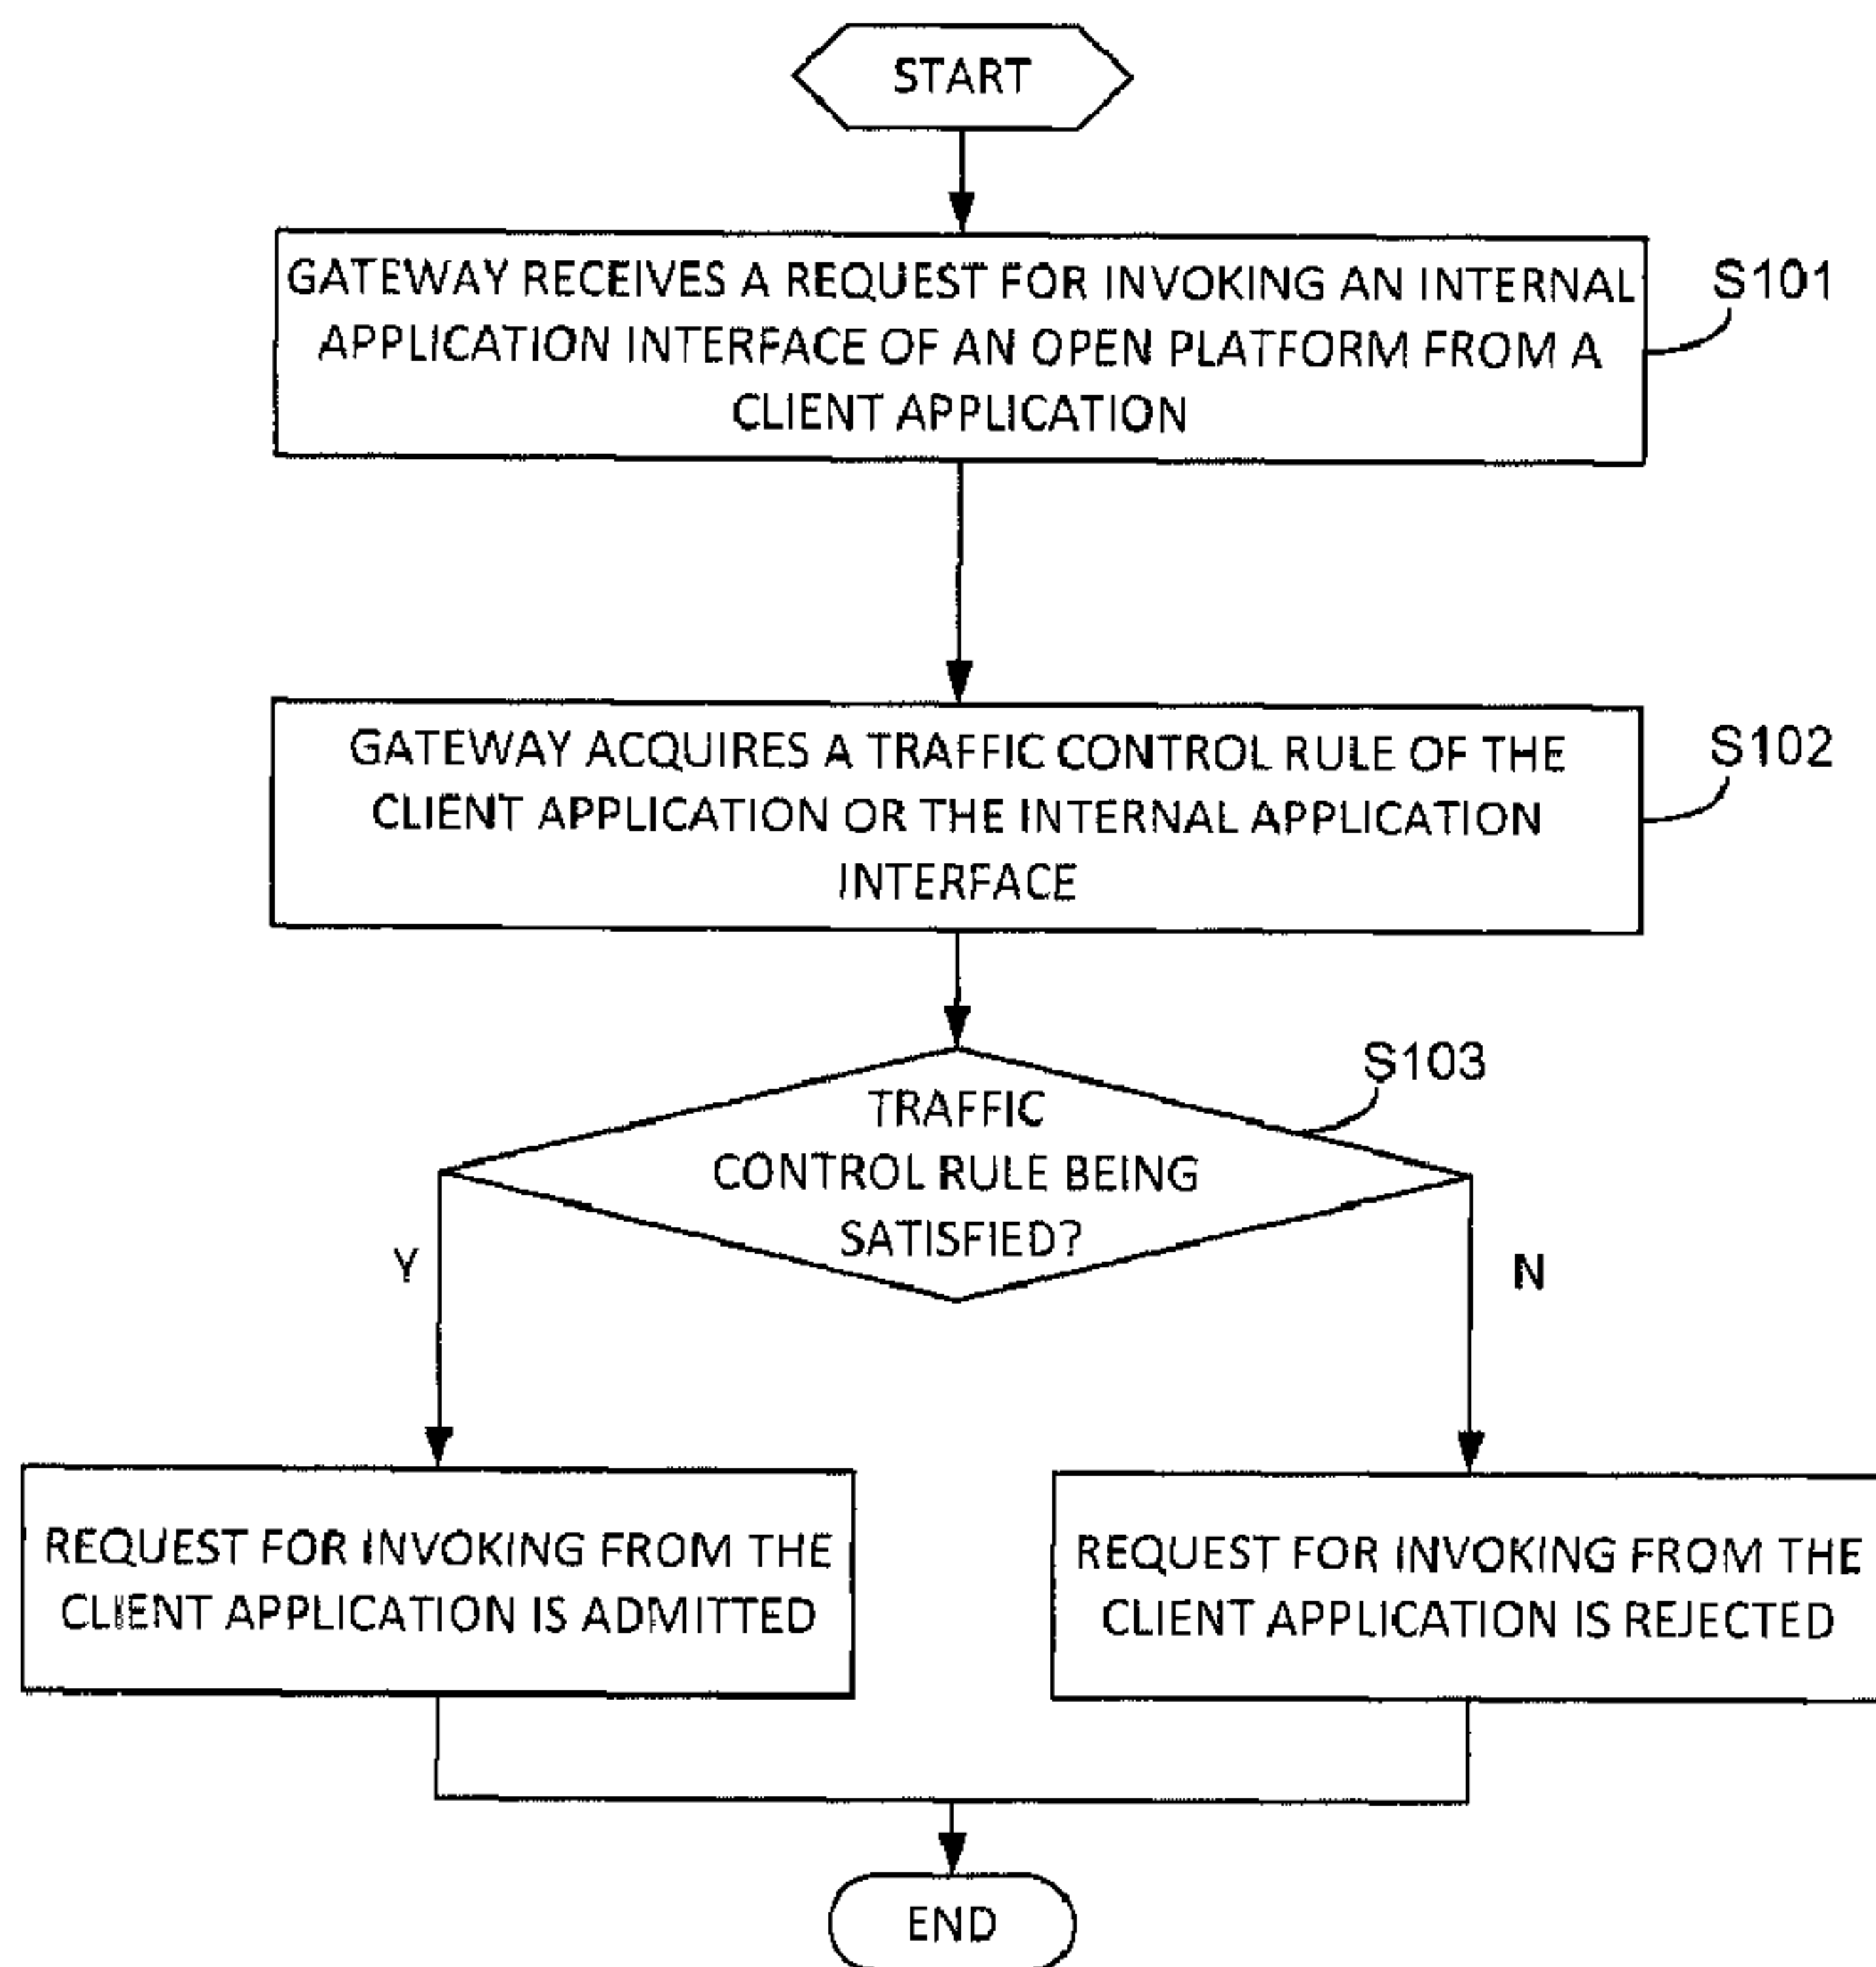 START
GATEWAY RECEIVES A REQUEST FOR INVOKING AN INTERNAL
APPLICATION INTERFACE OF AN OPEN PLATFORM FROM A
CLIENT APPLICATION
S101
GATEWAY ACQUIRES A TRAFFIC CONTROL RULE OF THE
CLIENT APPLICATION OR THE INTERNAL APPLICATION
INTERFACE
S102
S103
TRAFFIC
CONTROL RULE BEING
SATISFIED?
Y
N
REQUEST FOR INVOKING FROM THE
CLIENT APPLICATION IS ADMITTED
REQUEST FOR INVOKING FROM THE
CLIENT APPLICATION IS REJECTED
END